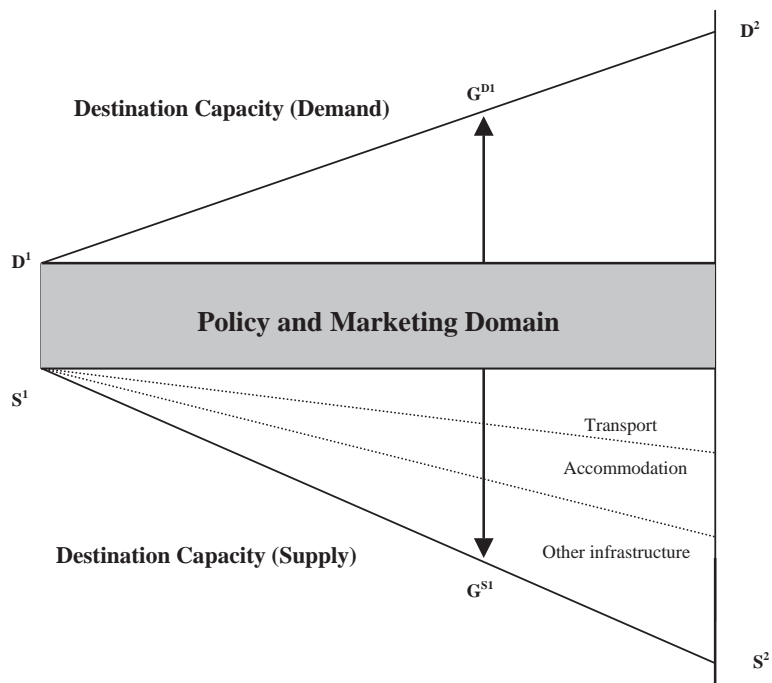 D²
G^{D1}
Destination Capacity (Demand)
D¹
Policy and Marketing Domain
S¹
Transport
Accommodation
Other infrastructure
Destination Capacity (Supply)
G^{S1}
S²